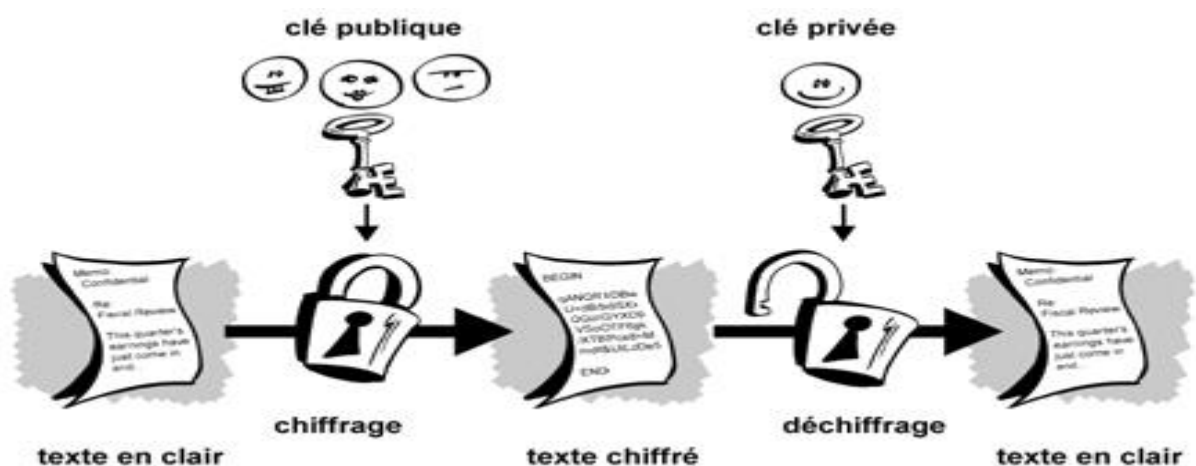 clé publique
clé privée
Memo:
Confidential
Re:
Fiscal Review
This quarter's
earnings have
just come in
and...
BEGIN
END
Memo:
Confidential
Re:
Fiscal Review
This quarter's
earnings have
just come in
and...
chiffrage
déchiffrage
texte en clair
texte chiffré
texte en clair